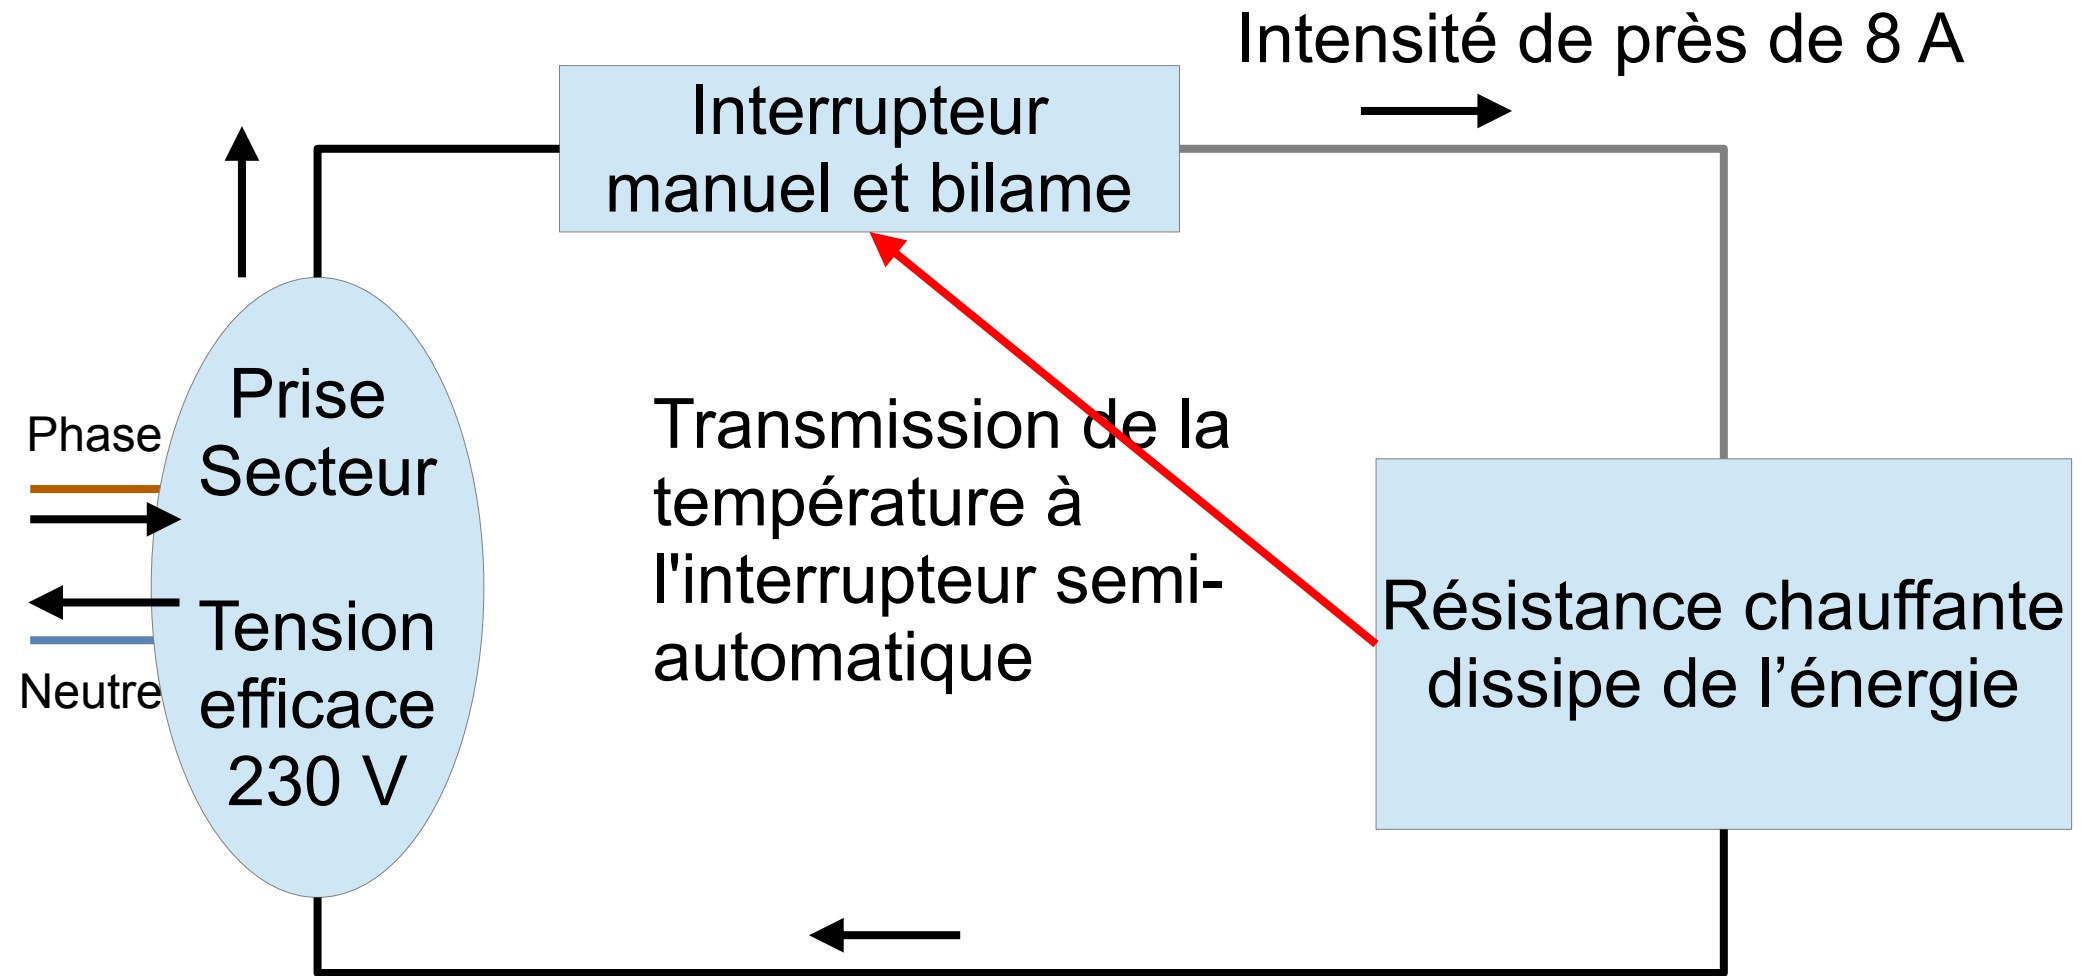 Intensité de près de 8 A
Interrupteur
manuel et bilame
Phase
Prise
Secteur
Tension
efficace
230 V
Neutre
Transmission de la
température à
l'interrupteur semi-
automatique
Résistance chauffante
dissipe de l’énergie